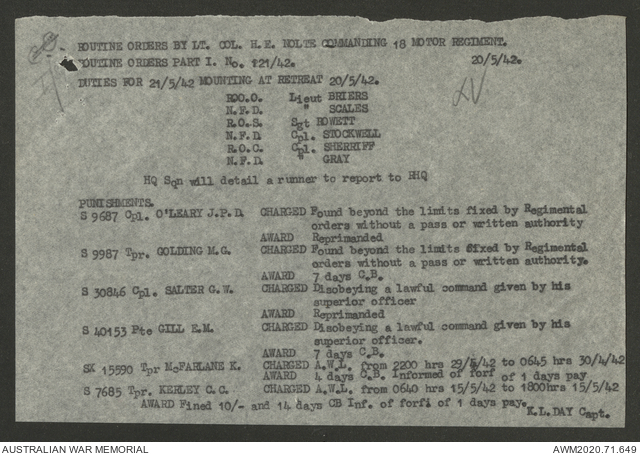 ROUTINE ORDERS BY LT. COL. H. E. NOLTE COMMANDING 18 MOTOR REGIMENT.
ROUTINE ORDERS PART I. No. 121/42. 20/5/42.
DUTIES FOR 21/5/42 MOUNTING AT RETREAT 20/5/42.
R.O.O. Lieut BRIERS
N.F.D. " SCALES
R.O.S. Sgt ROWETT
N.F.D. Cpl. STOCKWELL
R.O.C. Cpl. SHERRIFF
N.F.D. " GRAY
HQ Sqn will detail a runner to report to RHQ
PUNISHMENTS.
S 9687 Cpl. O'LEARY J.P.D. CHARGED Found beyond the limits fixed by Regimental
orders without a pass or written authority
AWARD Reprimanded
S 9987 Tpr. GOLDING M.G. CHARGED Found beyond the limits fixed by Regimental
orders without a pass or written authority.
AWARD 7 days C.B.
S 30846 Cpl. SALTER G.W. CHARGED Disobeying a lawful command given by his
superior officer
AWARD Reprimanded
S 40153 Pte GILL E.M. CHARGED Disobeying a lawful command given by his
superior officer.
AWARD 7 days C.B.
SX 15590 Tpr McFARLANE K. CHARGED A.W.L. from 2200 hrs 29/5/42 to 0645 hrs 30/4/42
AWARD 4 days C.B. Informed of forf of 1 days pay
S 7685 Tpr. KERLEY C.C. CHARGED A.W.L. from 0640 hrs 15/5/42 to 1800hrs 15/5/42
AWARD Fined 10/- and 14 days CB Inf. of forf: of 1 days pay.
K.L.DAY Capt.
AUSTRALIAN WAR MEMORIAL AWM2020.71.649